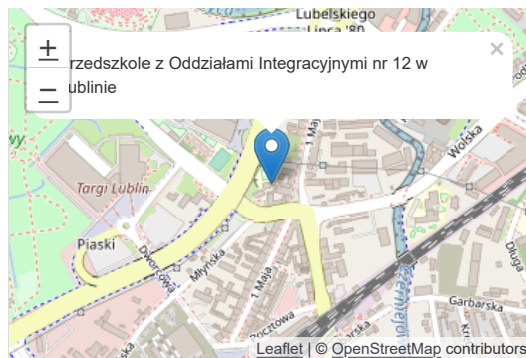 Lubelskiego
Lipca '80
+
×
rzedszkole z Oddziałami Integracyjnymi nr 12 w
ublinie
−
1 Maja
Wolska
Targi Lublin
Piaski
Dworcowa
Młyńska
1 Maja
Długa
Garbarska
Pocztowa
Leaflet | © OpenStreetMap contributors